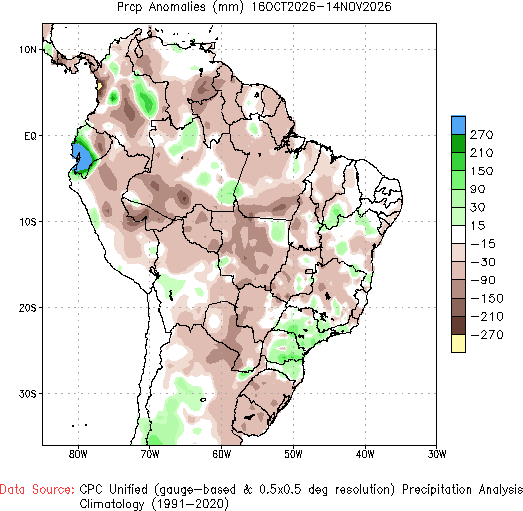 Prcp Anomalies (mm) 16OCT2026-14NOV2026
10N
EQ
10S
20S
30S
80W 70W 60W 50W 40W 30W
270
210
150
90
30
15
-15
-30
-90
-150
-210
-270
Data Source: CPC Unified (gauge-based & 0.5x0.5 deg resolution) Precipitation Analysis
Climatology (1991-2020)